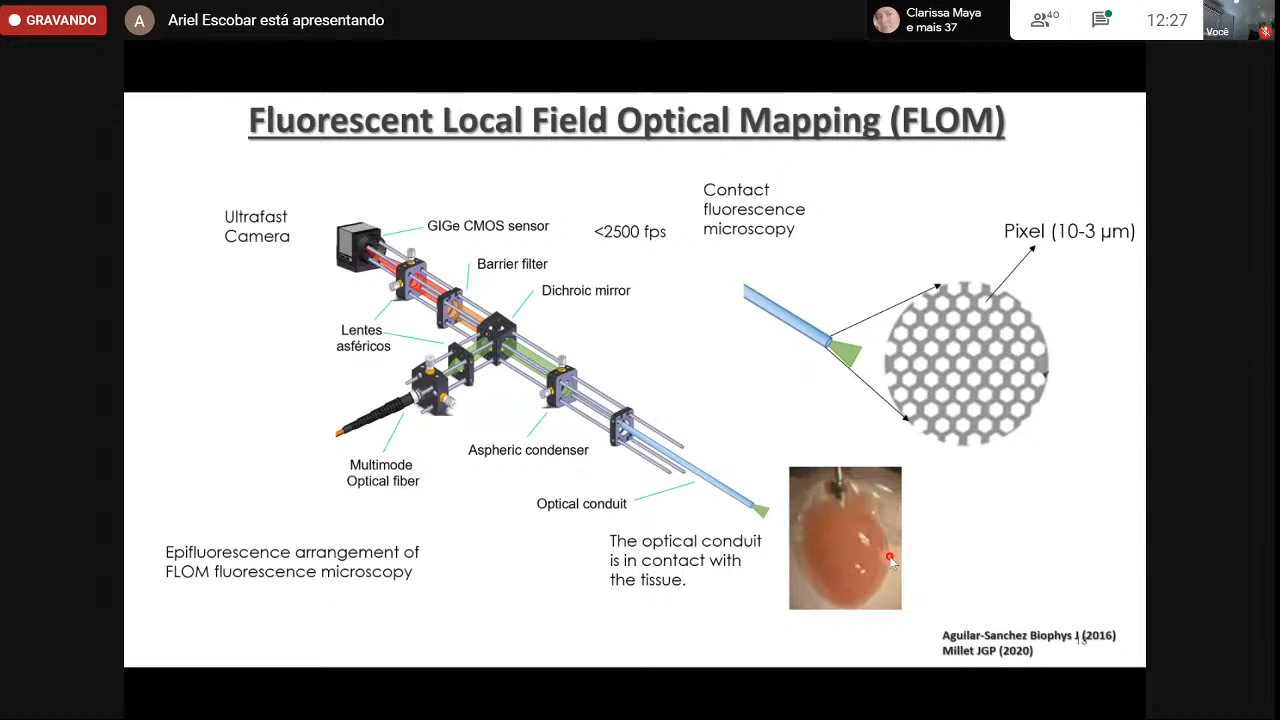 GRAVANDO
A
Ariel Escobar está apresentando
Clarissa Maya
e mais 37
40
12:27
Você
Fluorescent Local Field Optical Mapping (FLOM)
Ultrafast
Camera
GIGe CMOS sensor
<2500 fps
Contact
fluorescence
microscopy
Pixel (10-3 µm)
Barrier filter
Dichroic mirror
Lentes
asféricos
Aspheric condenser
Multimode
Optical fiber
Optical conduit
The optical conduit
is in contact with
the tissue.
Epifluorescence arrangement of
FLOM fluorescence microscopy
Aguilar-Sanchez Biophys J (2016)
Millet JGP (2020)